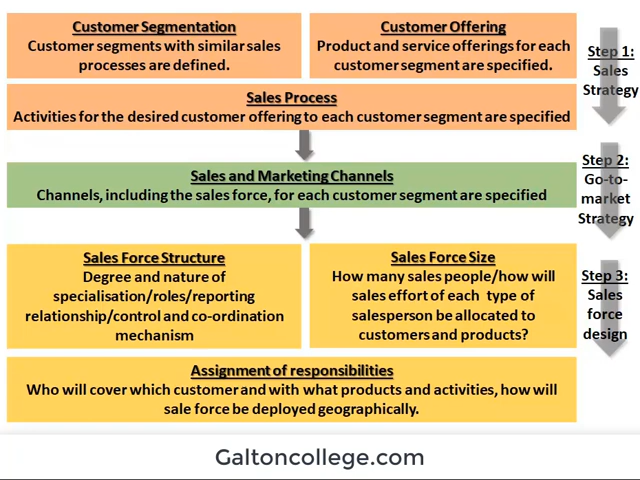 Customer Segmentation
Customer segments with similar sales
processes are defined.
Customer Offering
Product and service offerings for each
customer segment are specified.
Step 1:
Sales
Strategy
Sales Process
Activities for the desired customer offering to each customer segment are specified
Sales and Marketing Channels
Channels, including the sales force, for each customer segment are specified
Step 2:
Go-to-
market
Strategy
Sales Force Structure
Degree and nature of
specialisation/roles/reporting
relationship/control and co-ordination
mechanism
Sales Force Size
How many sales people/how will
sales effort of each type of
salesperson be allocated to
customers and products?
Step 3:
Sales
force
design
Assignment of responsibilities
Who will cover which customer and with what products and activities, how will
sale force be deployed geographically.
Galtoncollege.com